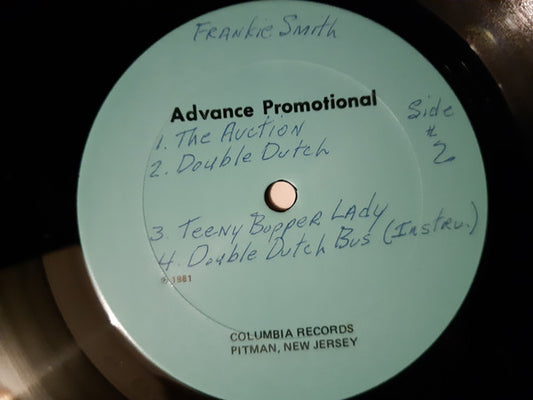 Frankie Smith
Advance Promotional
Side
# 2
1. The Auction
2. Double Dutch
3. Teeny Bopper Lady
4. Double Dutch Bus (Instru.)
℗ 1981
COLUMBIA RECORDS
PITMAN, NEW JERSEY